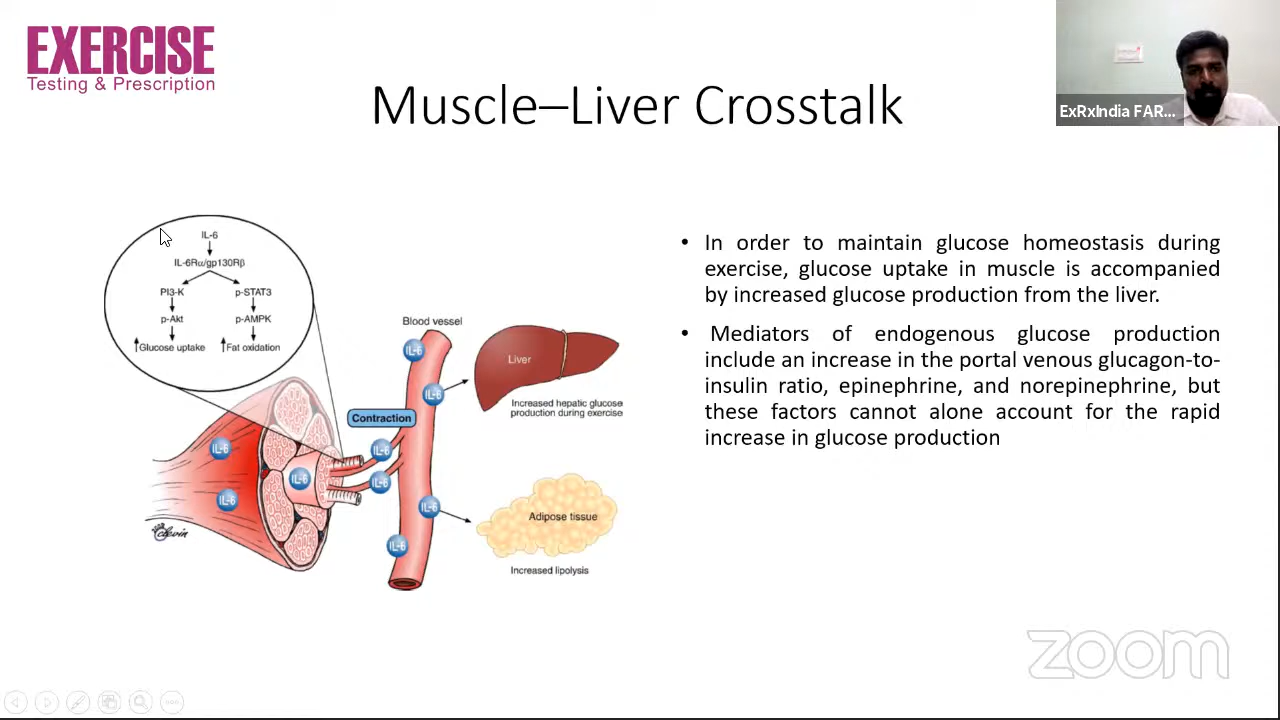 EXERCISE
Testing & Prescription
Muscle–Liver Crosstalk
ExRxIndia FAR...
IL-6
IL-6Rα/gp130Rβ
PI3-K
p-STAT3
p-Akt
p-AMPK
Glucose uptake
Fat oxidation
Blood vessel
IL-6
IL-6
Liver
Increased hepatic glucose
production during exercise
Contraction
IL-6
IL-6
IL-6
IL-6
IL-6
IL-6
IL-6
Adipose tissue
Increased lipolysis
• In order to maintain glucose homeostasis during
exercise, glucose uptake in muscle is accompanied
by increased glucose production from the liver.
• Mediators of endogenous glucose production
include an increase in the portal venous glucagon-to-
insulin ratio, epinephrine, and norepinephrine, but
these factors cannot alone account for the rapid
increase in glucose production
zoom